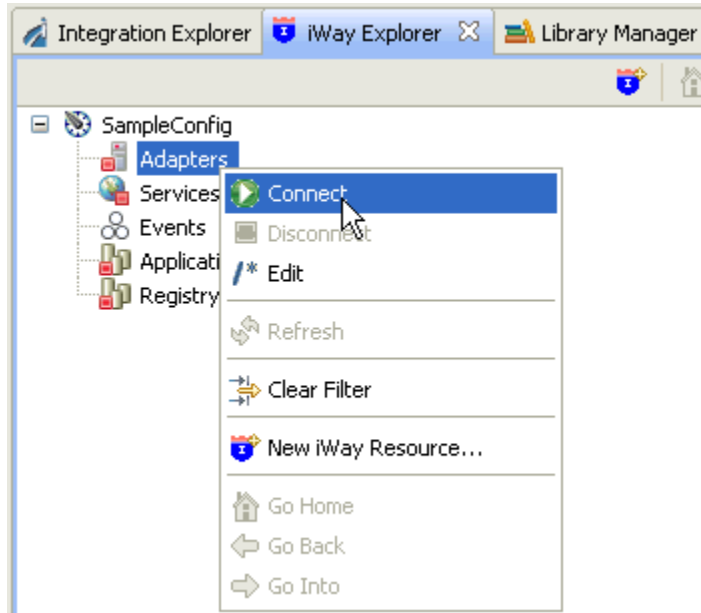 Integration Explorer iWay Explorer Library Manager
SampleConfig
Adapters
Services
Events
Applicati
Registry
Connect
Disconnect
/* Edit
Refresh
Clear Filter
New iWay Resource...
Go Home
Go Back
Go Into